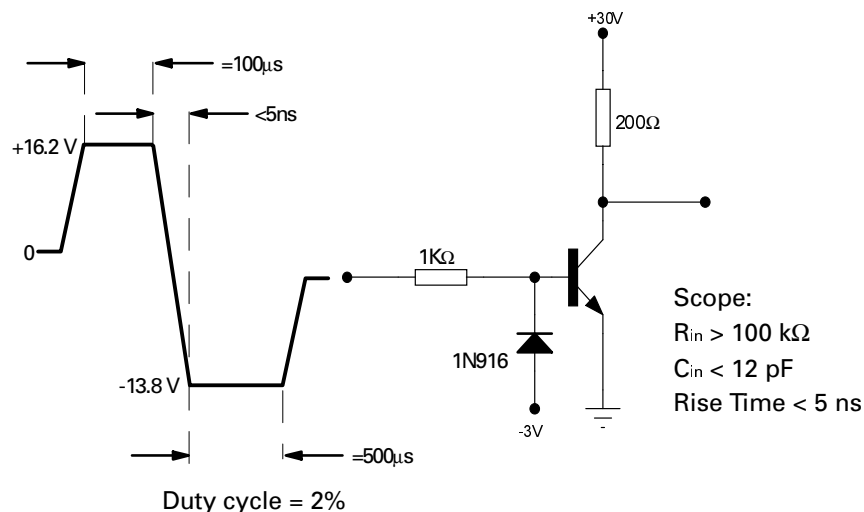 +30V
=100µs
<5ns
200Ω
+16.2 V
0
1KΩ
Scope:
Rin > 100 kΩ
1N916
Cin < 12 pF
-13.8 V
Rise Time < 5 ns
-3V
=500µs
Duty cycle = 2%